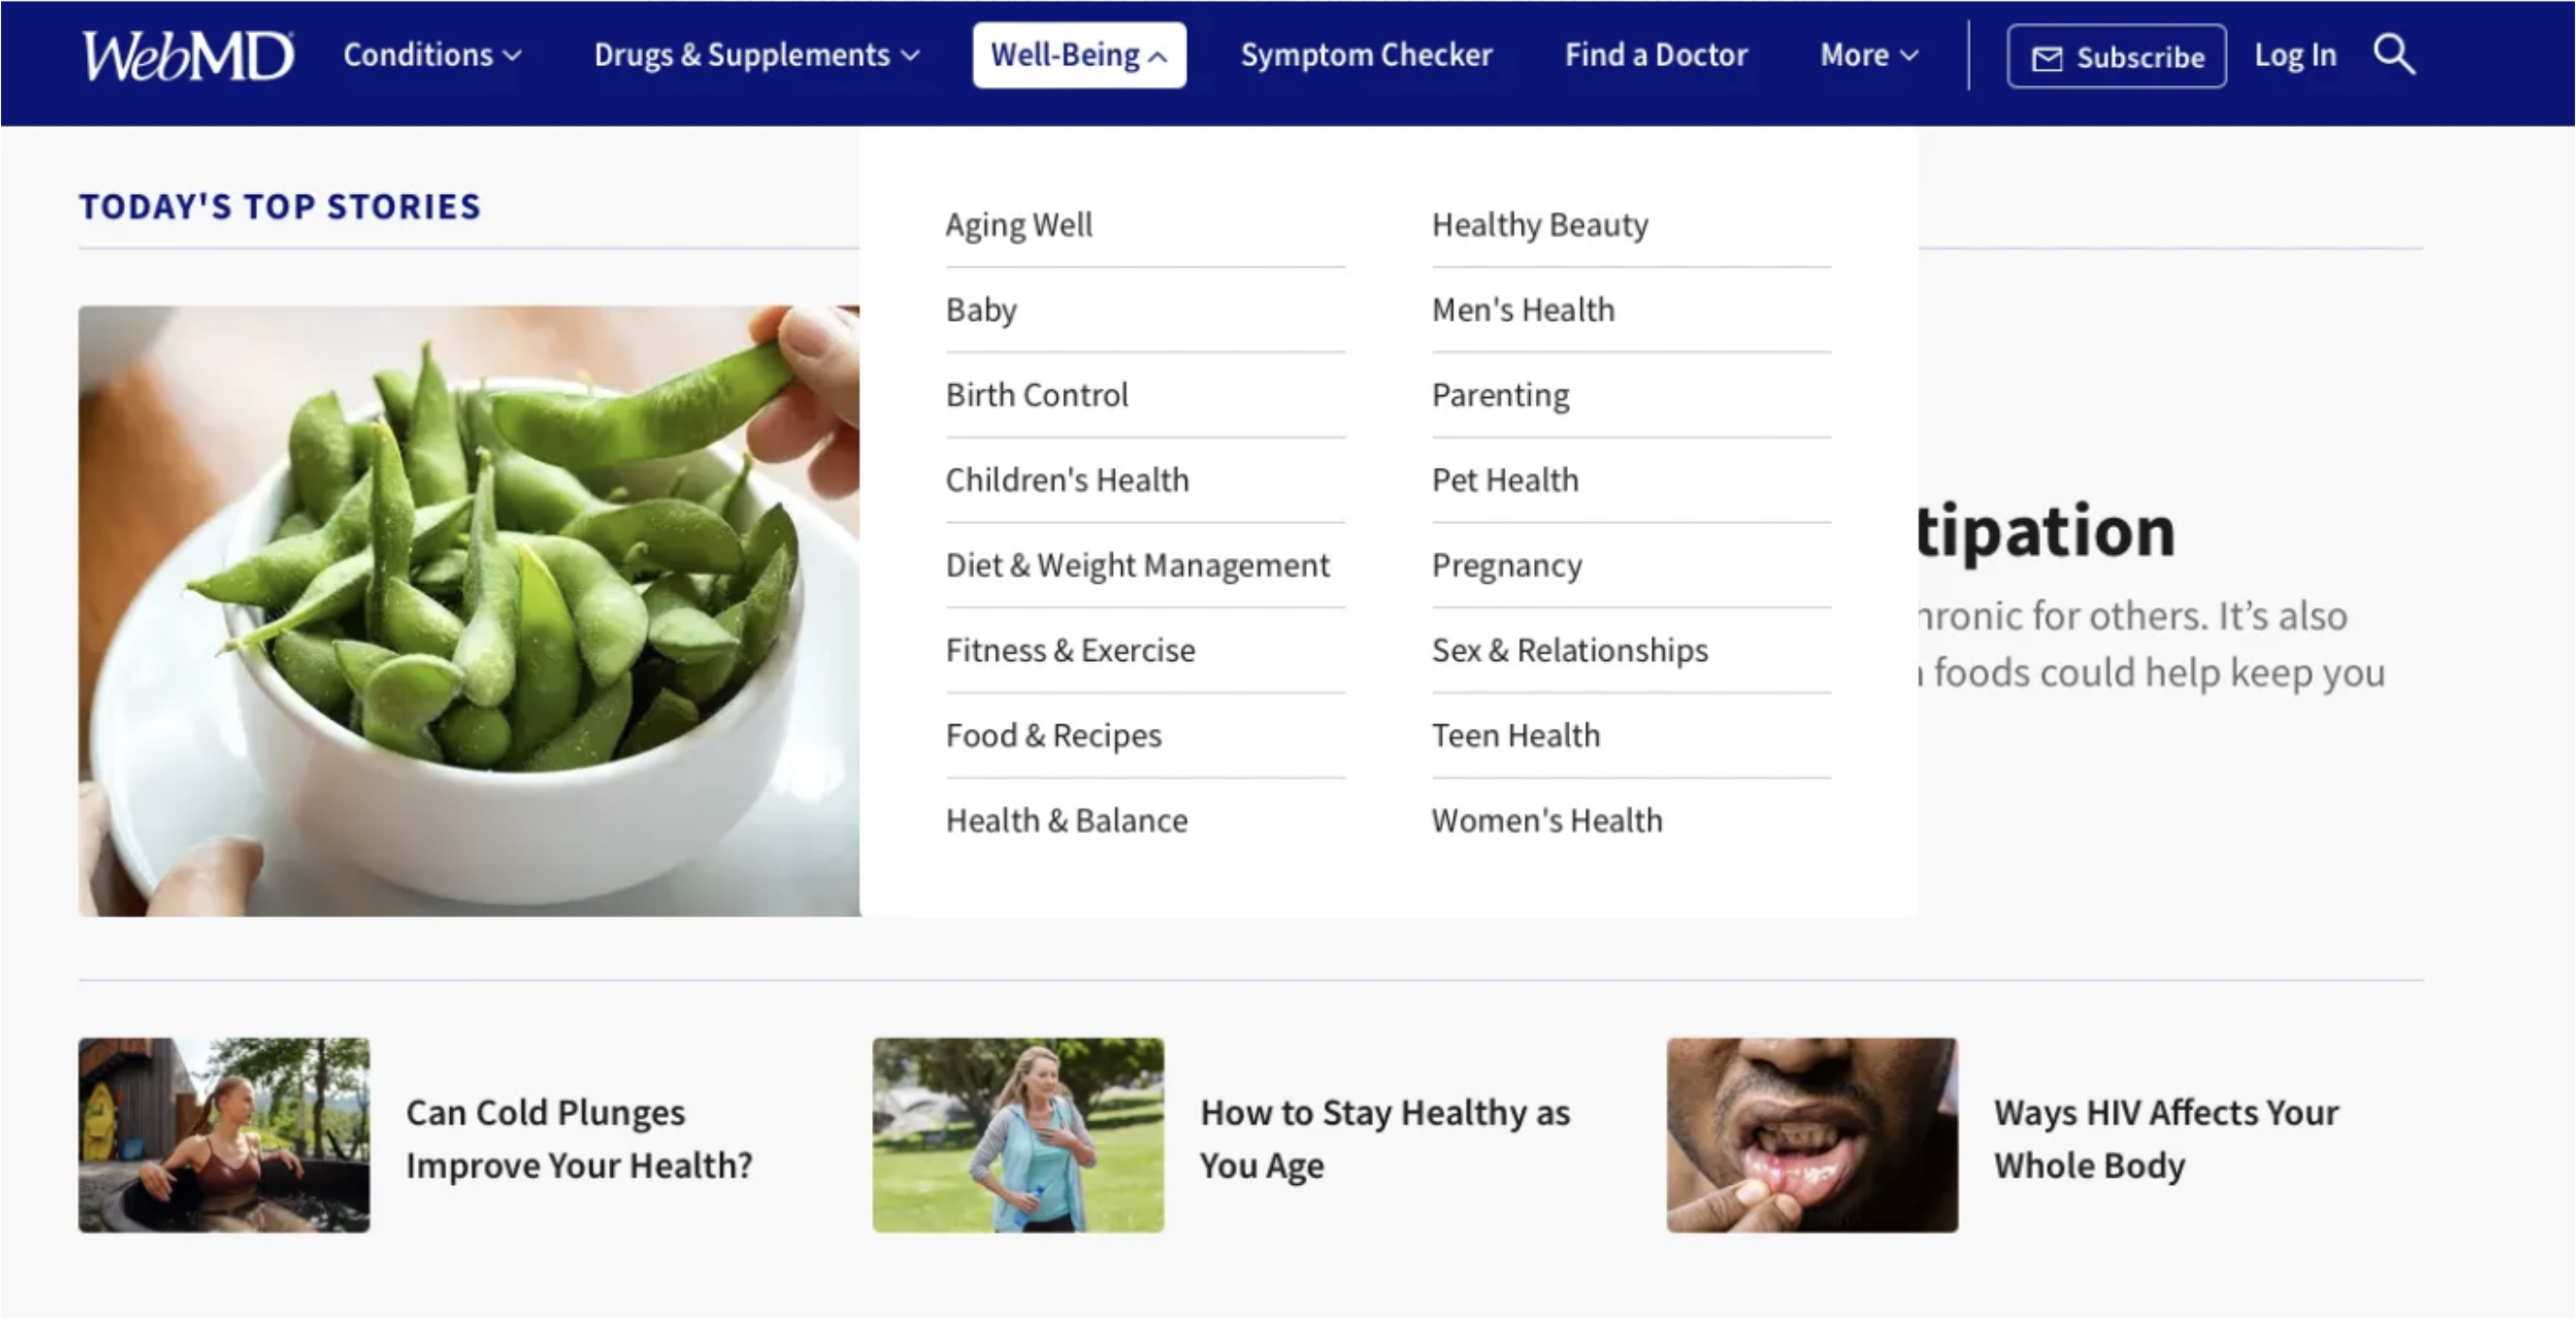 WebMD Conditions Drugs & Supplements Well-Being Symptom Checker Find a Doctor More Subscribe Log In
TODAY'S TOP STORIES
Aging Well
Baby
Birth Control
Children's Health
Diet & Weight Management
Fitness & Exercise
Food & Recipes
Health & Balance
Healthy Beauty
Men's Health
Parenting
Pet Health
Pregnancy
Sex & Relationships
Teen Health
Women's Health
tipation
for others. It’s also
foods could help keep you
Can Cold Plunges
Improve Your Health?
How to Stay Healthy as
You Age
Ways HIV Affects Your
Whole Body